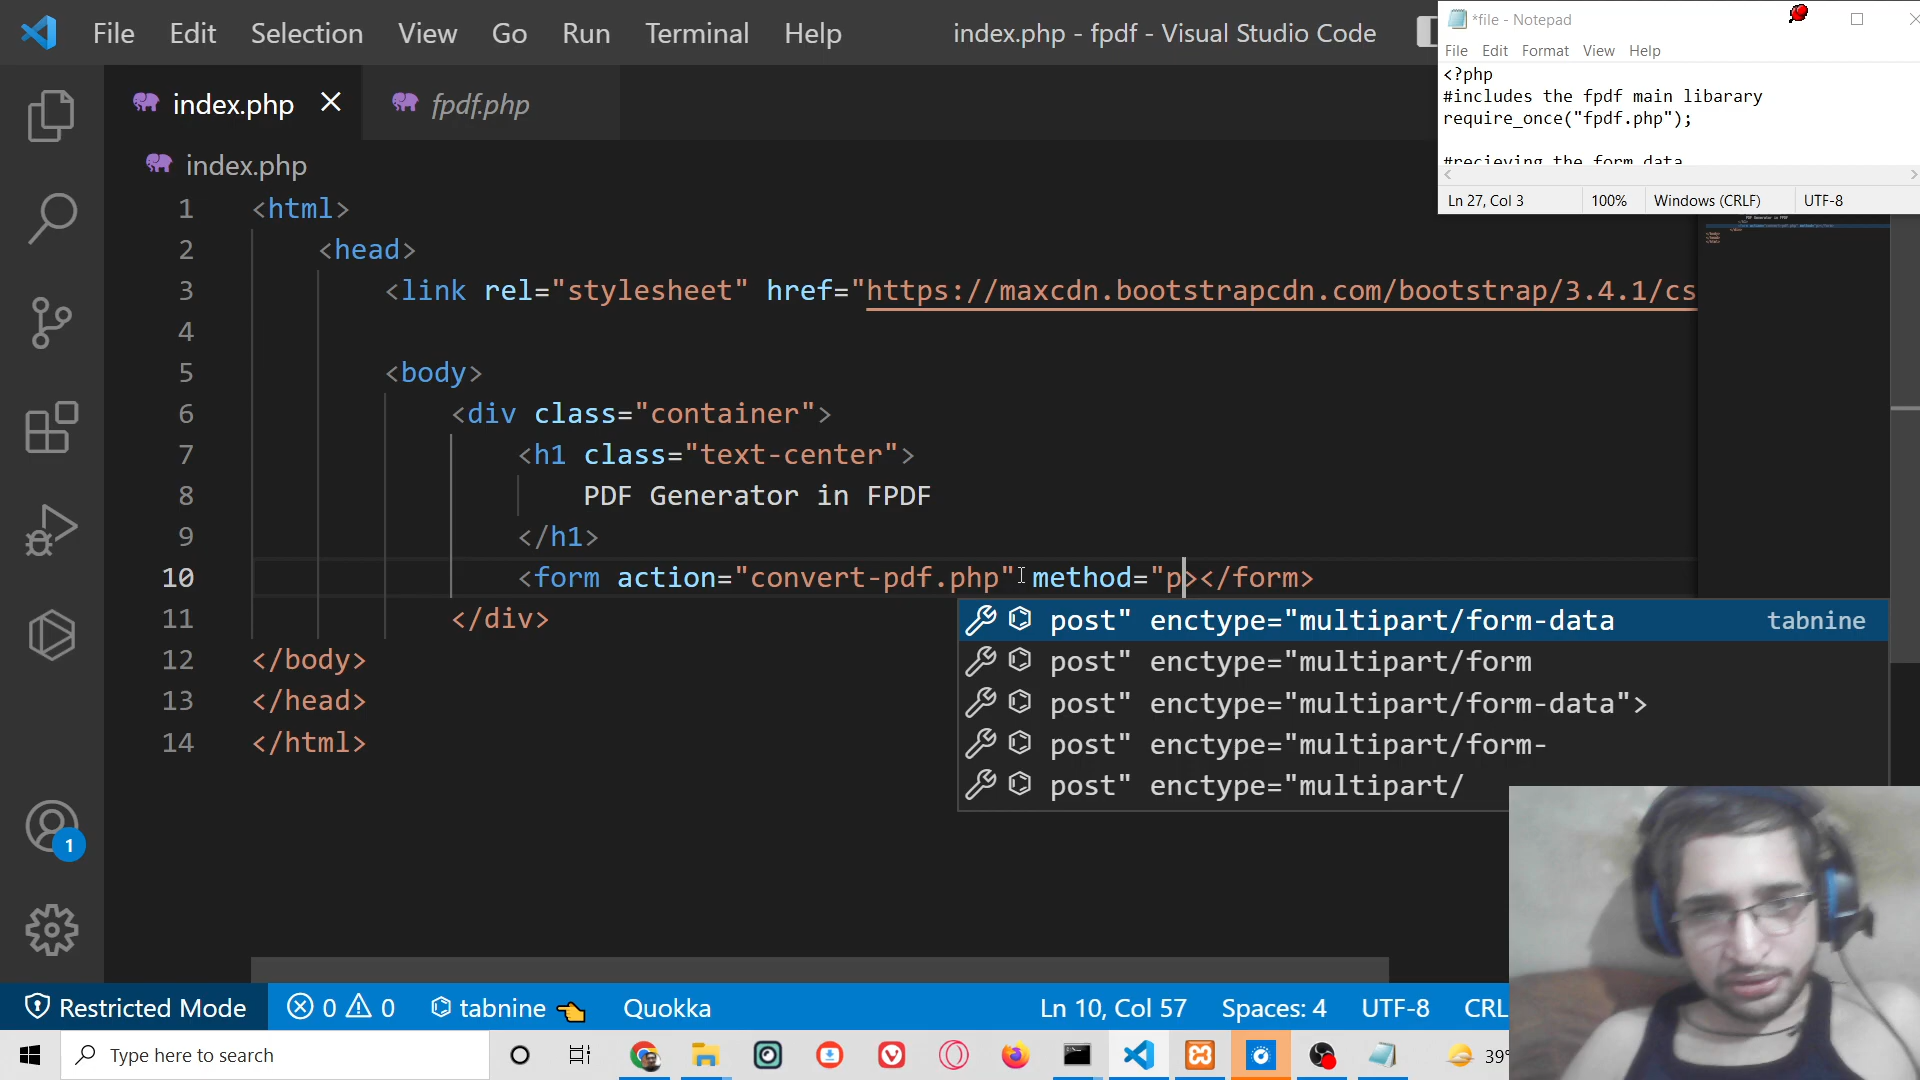 File Edit Selection View Go Run Terminal Help
index.php - fpdf - Visual Studio Code
*file - Notepad
File Edit Format View Help
<?php
#includes the fpdf main libarary
require_once("fpdf.php");
#recieving the form data
Ln 27, Col 3 100% Windows (CRLF) UTF-8
index.php fpdf.php
index.php
1 <html>
2 <head>
3 <link rel="stylesheet" href="https://maxcdn.bootstrapcdn.com/bootstrap/3.4.1/cs
4
5 <body>
6 <div class="container">
7 <h1 class="text-center">
8 PDF Generator in FPDF
9 </h1>
10 <form action="convert-pdf.php" method="p></form>
11 </div>
12 </body>
13 </head>
14 </html>
post" enctype="multipart/form-data tabnine
post" enctype="multipart/form
post" enctype="multipart/form-data">
post" enctype="multipart/form-
post" enctype="multipart/
1
Restricted Mode 0 0 tabnine Quokka Ln 10, Col 57 Spaces: 4 UTF-8 CRL
Type here to search
39°